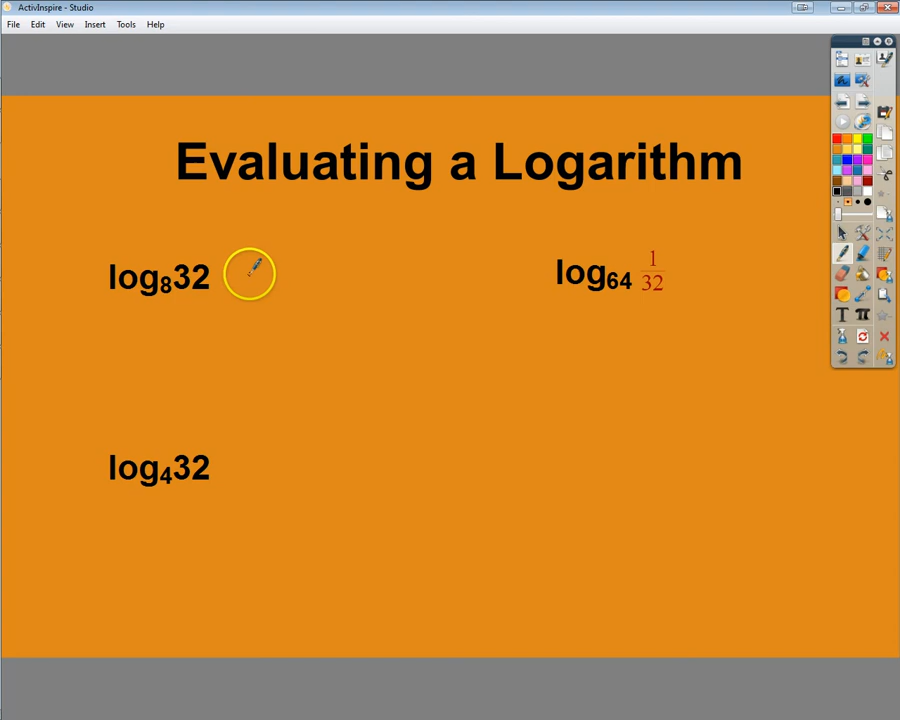 ActivInspire - Studio
File Edit View Insert Tools Help
Evaluating a Logarithm
log₈32
log₆₄ 1/32
log₄32